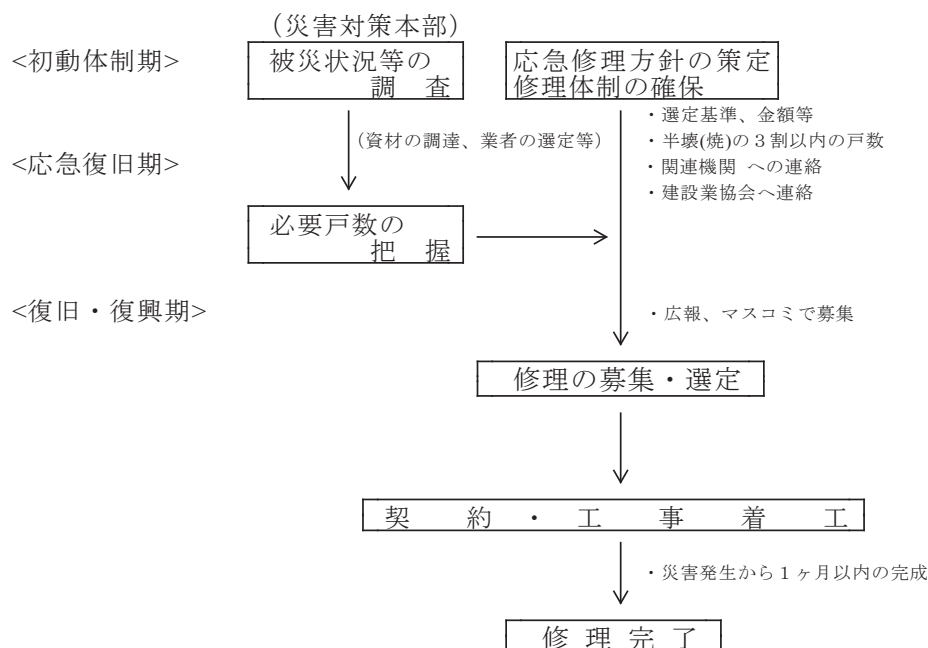 (災害対策本部)
<初動体制期>
被災状況等の
調 査
応急修理方針の策定
修理体制の確保
・選定基準、金額等
・半壊(焼)の3割以内の戸数
・関連機関 への連絡
・建設業協会へ連絡
(資材の調達、業者の選定等)
<応急復旧期>
必要戸数の
把 握
<復旧・復興期>
・広報、マスコミで募集
修理の募集・選定
契 約 ・ 工 事 着 工
・災害発生から1ヶ月以内の完成
修 理 完 了